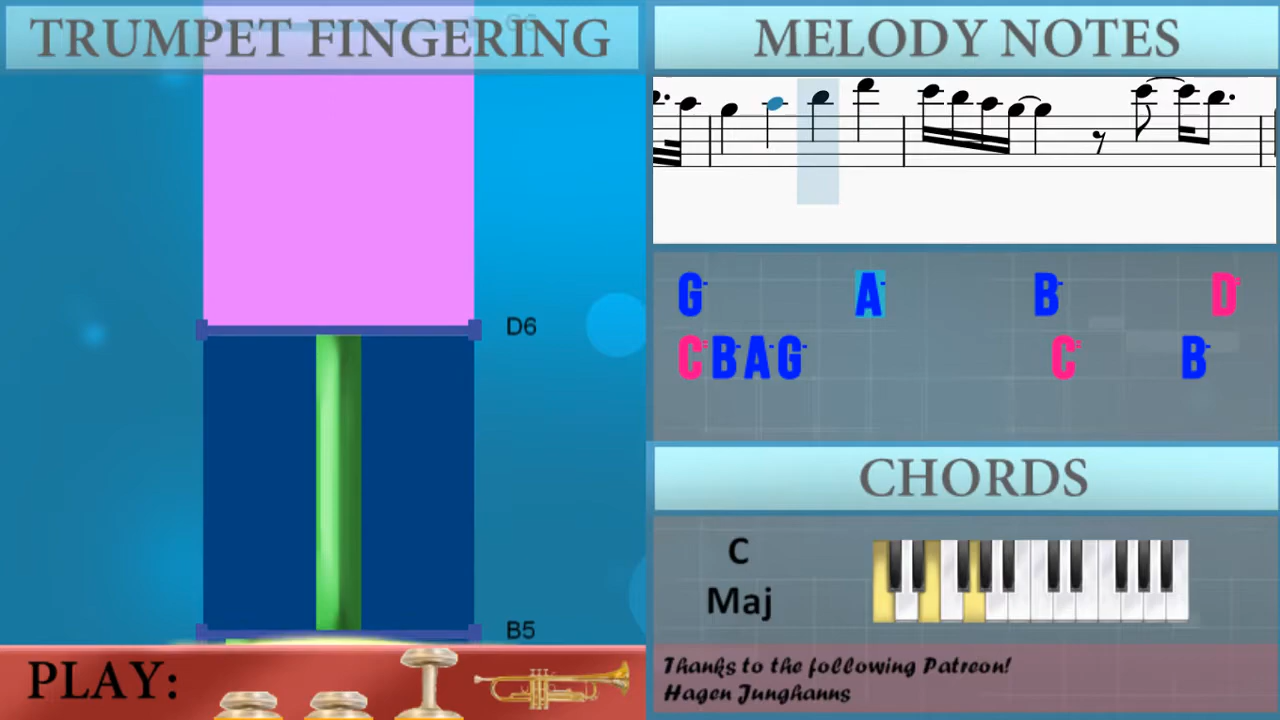 TRUMPET FINGERING
D6
B5
PLAY:
MELODY NOTES
G A B D
C B A G C B
CHORDS
C
Maj
Thanks to the following Patreon!
Hagen Junghanns